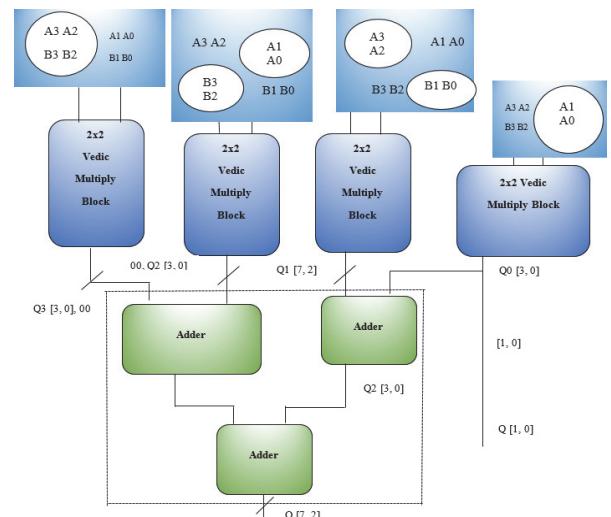 A3 A2
B3 B2
A1 A0
B1 B0
A3 A2
A1
A0
B3
B2
B1 B0
A3
A2
A1 A0
B3 B2
B1 B0
A3 A2
B3 B2
A1
A0
2x2
Vedic
Multiply
Block
2x2
Vedic
Multiply
Block
2x2
Vedic
Multiply
Block
2x2 Vedic
Multiply Block
00, Q2 [3, 0]
Q1 [7, 2]
Q0 [3, 0]
Q3 [3, 0], 00
Adder
Adder
[1, 0]
Q2 [3, 0]
Q [1, 0]
Adder
Q [7, 2]